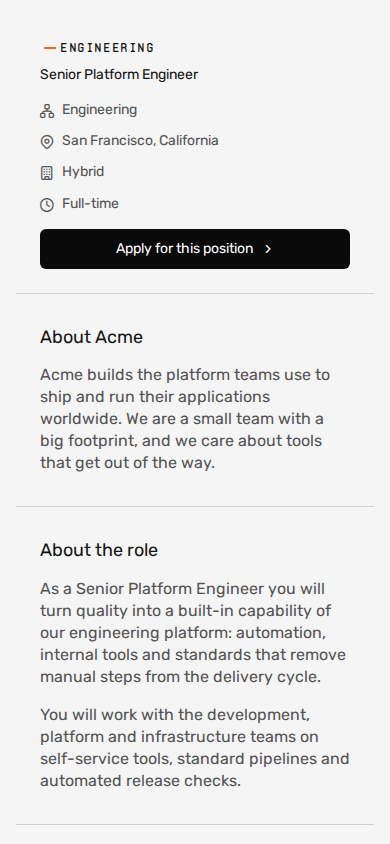 ENGINEERING
Senior Platform Engineer
Engineering
San Francisco, California
Hybrid
Full-time
Apply for this position
About Acme
Acme builds the platform teams use to
ship and run their applications
worldwide. We are a small team with a
big footprint, and we care about tools
that get out of the way.
About the role
As a Senior Platform Engineer you will
turn quality into a built-in capability of
our engineering platform: automation,
internal tools and standards that remove
manual steps from the delivery cycle.
You will work with the development,
platform and infrastructure teams on
self-service tools, standard pipelines and
automated release checks.